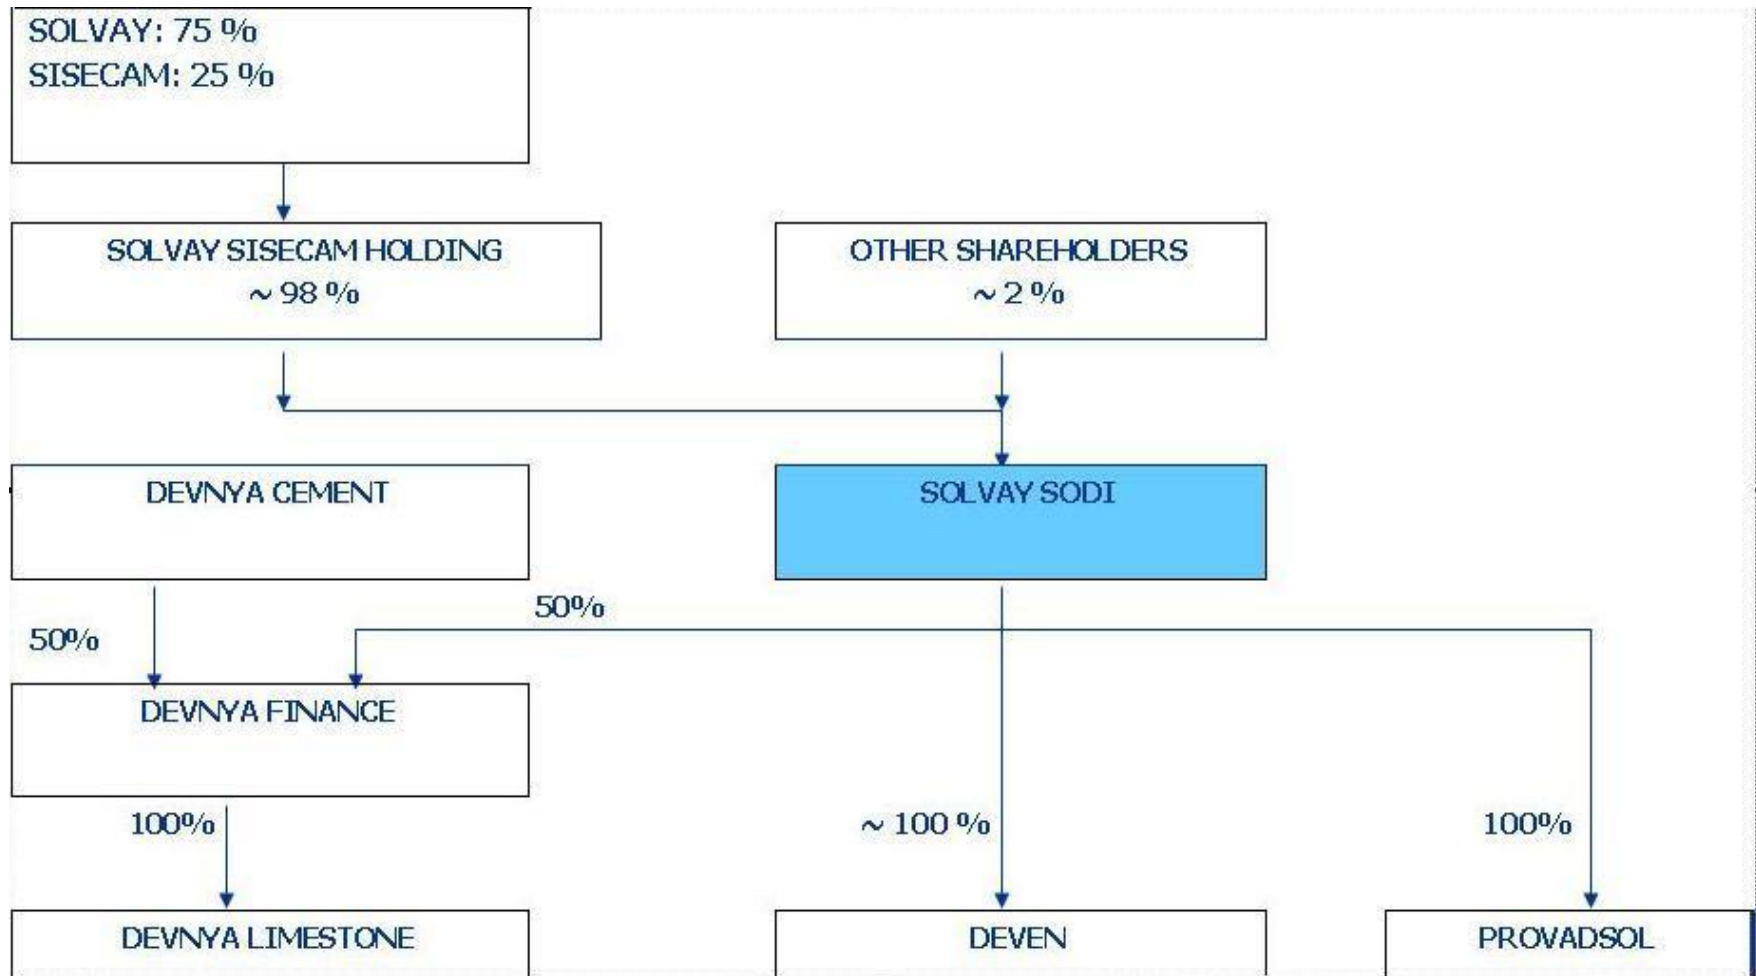 SOLVAY: 75 %
SISECAM: 25 %
SOLVAY SISECAM HOLDING
~ 98 %
OTHER SHAREHOLDERS
~ 2 %
DEVNYA CEMENT
SOLVAY SODI
50%
50%
DEVNYA FINANCE
100%
~ 100 %
100%
DEVNYA LIMESTONE
DEVEN
PROVADSOL